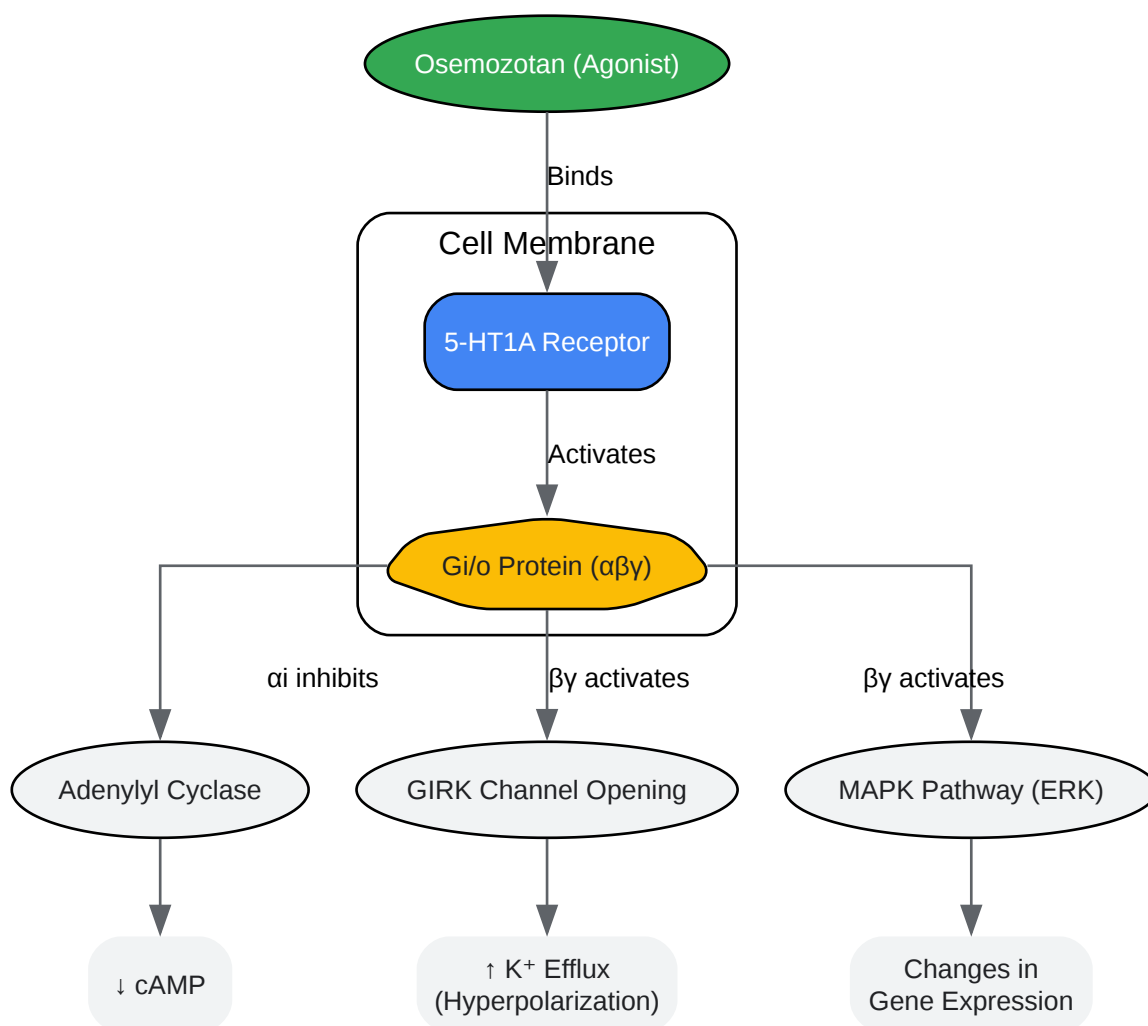 Osemozotan (Agonist)
Binds
Cell Membrane
5-HT1A Receptor
Activates
Gi/o Protein (αβγ)
αi inhibits
βγ activates
βγ activates
Adenylyl Cyclase
GIRK Channel Opening
MAPK Pathway (ERK)
↓ cAMP
↑ K⁺ Efflux
(Hyperpolarization)
Changes in
Gene Expression